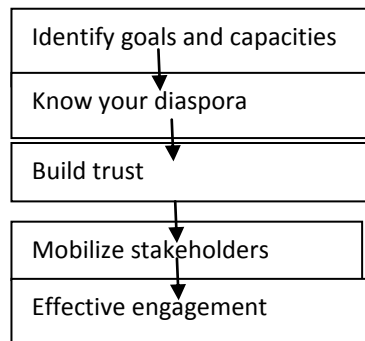 Identify goals and capacities
Know your diaspora
Build trust
Mobilize stakeholders
Effective engagement